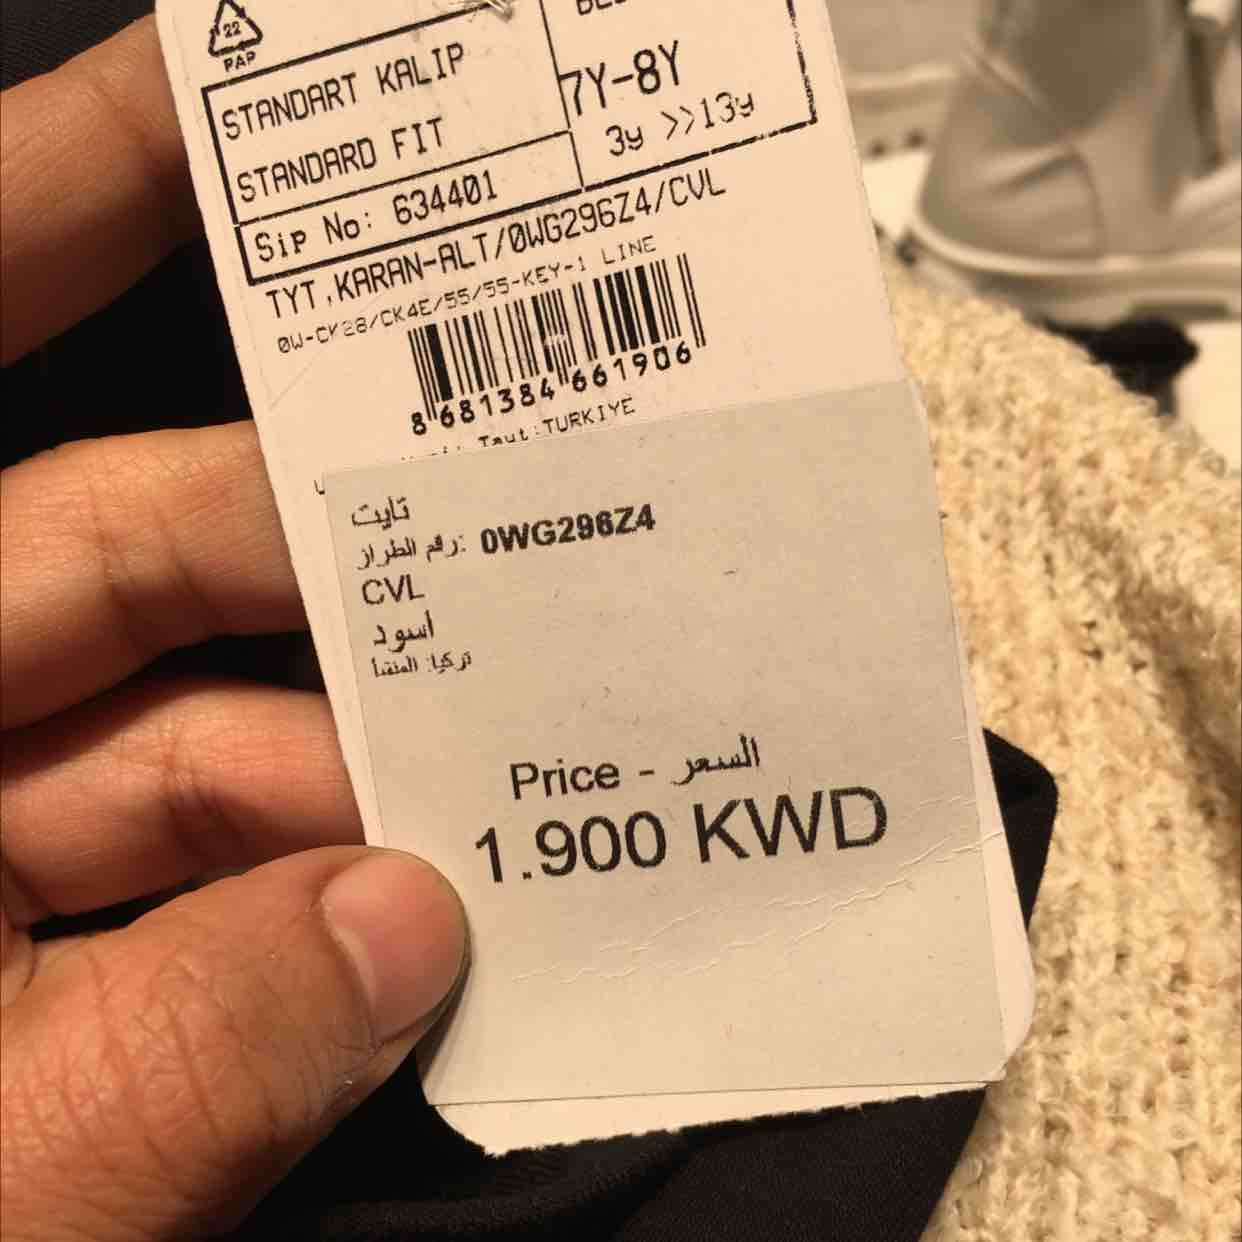 22
PAP
STANDART KALIP
STANDARD FIT
7Y-8Y
3y >>13y
Sip No: 634401
TYT.KARAN-ALT/0WG296Z4/CVL
0W-CK28/CK4E/55/55-KEY-1 LINE
8 681384 661906
TURKIYE
تايت
رقم الطراز: 0WG296Z4
CVL
أسود
تركيا: المنشأ
Price - السعر
1.900 KWD